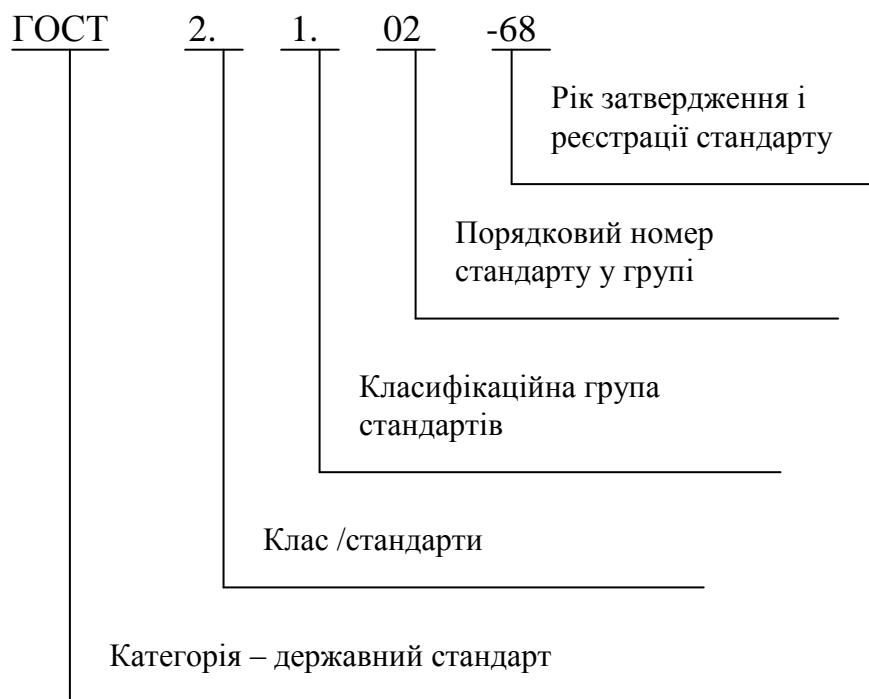 ГОСТ 2. 1. 02 -68
Рік затвердження і
реєстрації стандарту
Порядковий номер
стандарту у групі
Класифікаційна група
стандартів
Клас /стандарти
Категорія – державний стандарт